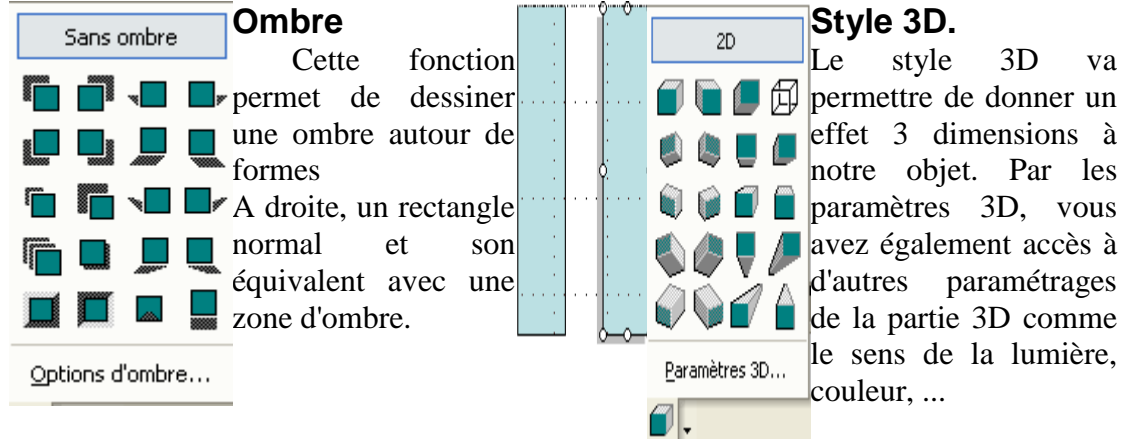 Sans ombre
Options d'ombre...
Ombre
Cette fonction
permet de dessiner
une ombre autour de
formes
A droite, un rectangle
normal et son
équivalent avec une
zone d'ombre.
2D
Paramètres 3D...
Style 3D.
Le style 3D va
permettre de donner un
effet 3 dimensions à
notre objet. Par les
paramètres 3D, vous
avez également accès à
d'autres paramétrages
de la partie 3D comme
le sens de la lumière,
couleur, ...